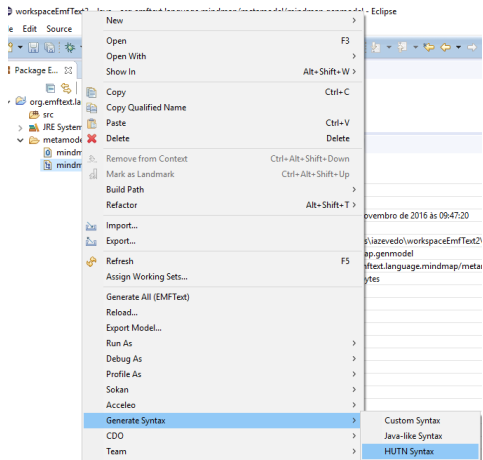 workspaceEmfText2 - Java - org.emftext.language.mindmap/metamodel/mindmap.genmodel - Eclipse
le Edit Source
Package E...
org.emftext.la
src
JRE System
metamode
mindm
mindm
New
Open F3
Open With
Show In Alt+Shift+W
Copy Ctrl+C
Copy Qualified Name
Paste Ctrl+V
Delete Delete
Remove from Context Ctrl+Alt+Shift+Down
Mark as Landmark Ctrl+Alt+Shift+Up
Build Path
Refactor Alt+Shift+T
Import...
Export...
Refresh F5
Assign Working Sets...
Generate All (EMFText)
Reload...
Export Model...
Run As
Debug As
Profile As
Sokan
Acceleo
Generate Syntax
CDO
Team
ovembro de 2016 às 09:47:20
s\iazevedo\workspaceEmfText2\
ap.genmodel
mftext.language.mindmap/metar
ytes
Custom Syntax
Java-like Syntax
HUTN Syntax